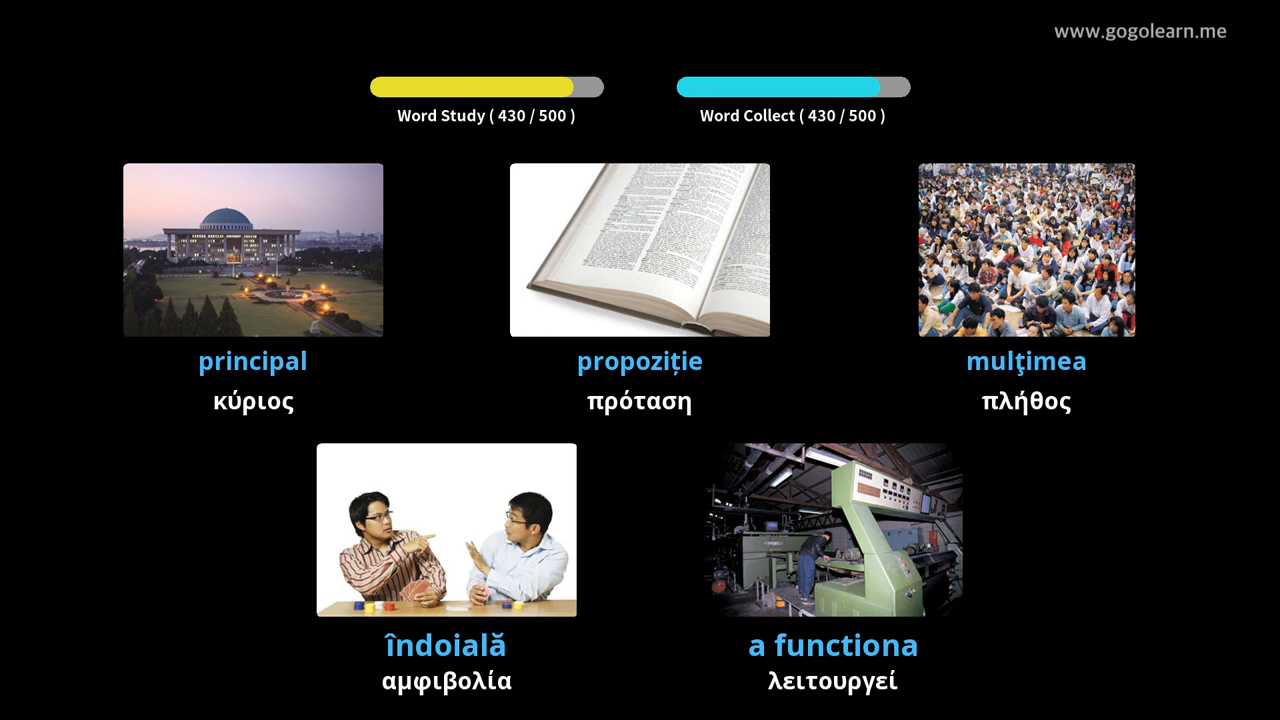 www.gogolearn.me
Word Study ( 430 / 500 )
Word Collect ( 430 / 500 )
principal
κύριος
propoziție
πρόταση
mulţimea
πλήθος
îndoială
αμφιβολία
a functiona
λειτουργεί